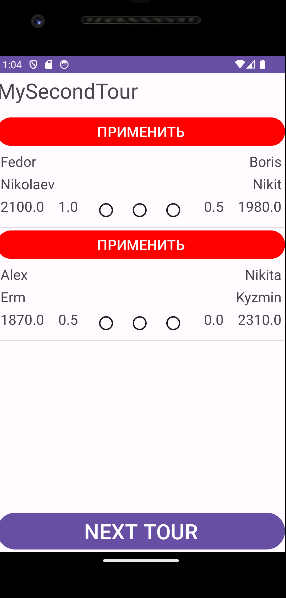 1:04
MySecondTour
ПРИМЕНИТЬ
Fedor Boris
Nikolaev Nikit
2100.0 1.0 0.5 1980.0
ПРИМЕНИТЬ
Alex Nikita
Erm Kyzmin
1870.0 0.5 0.0 2310.0
NEXT TOUR